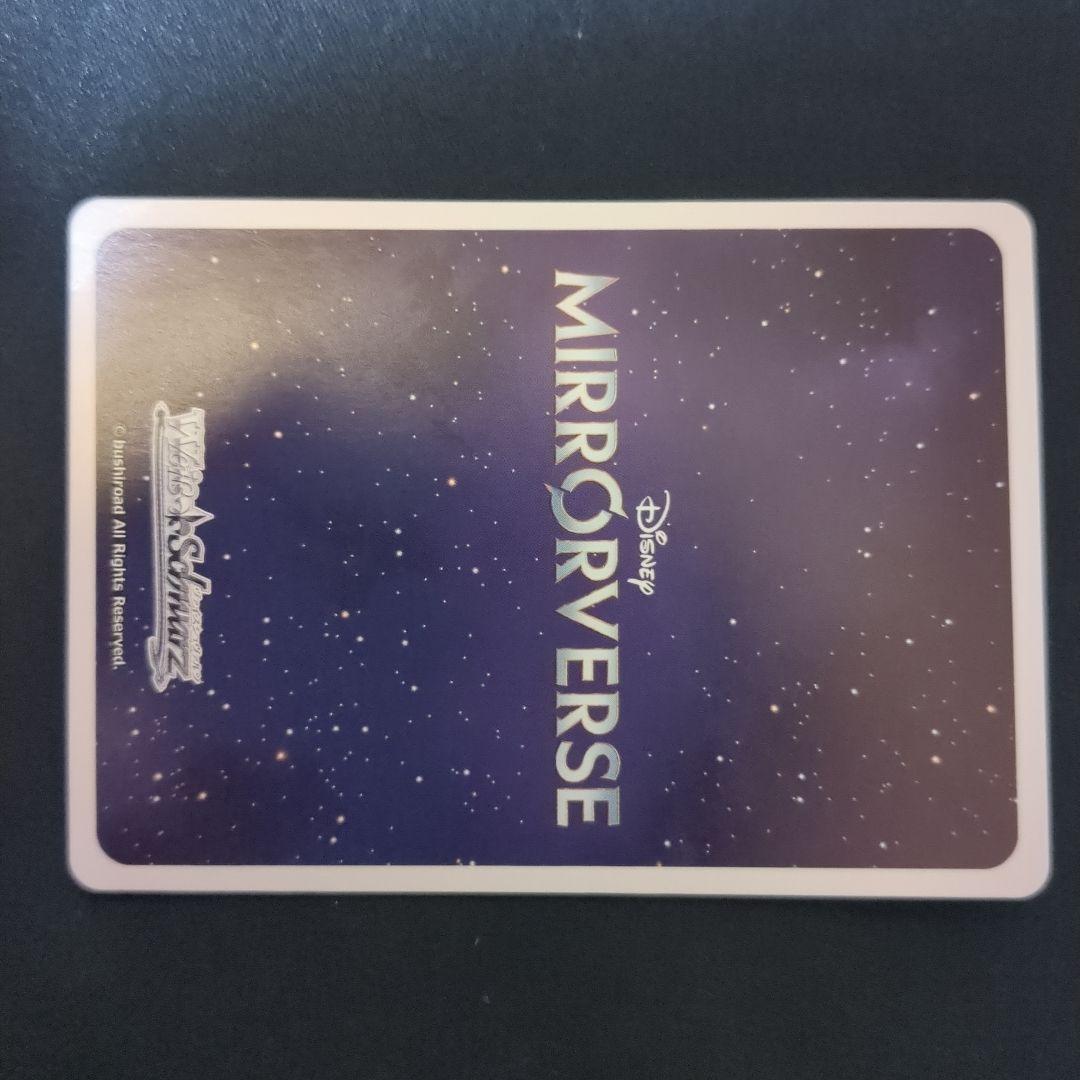 Disney
MIRRORVERSE
Weiẞ Schwarz
©bushiroad All Rights Reserved.